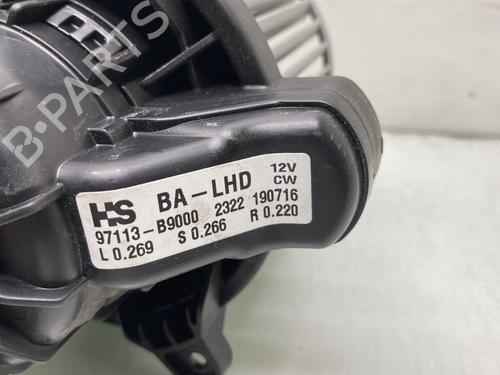 B-PARTS
HS BA-LHD 12V CW
97113-B9000 2322 190716
L 0.269 S 0.266 R 0.220